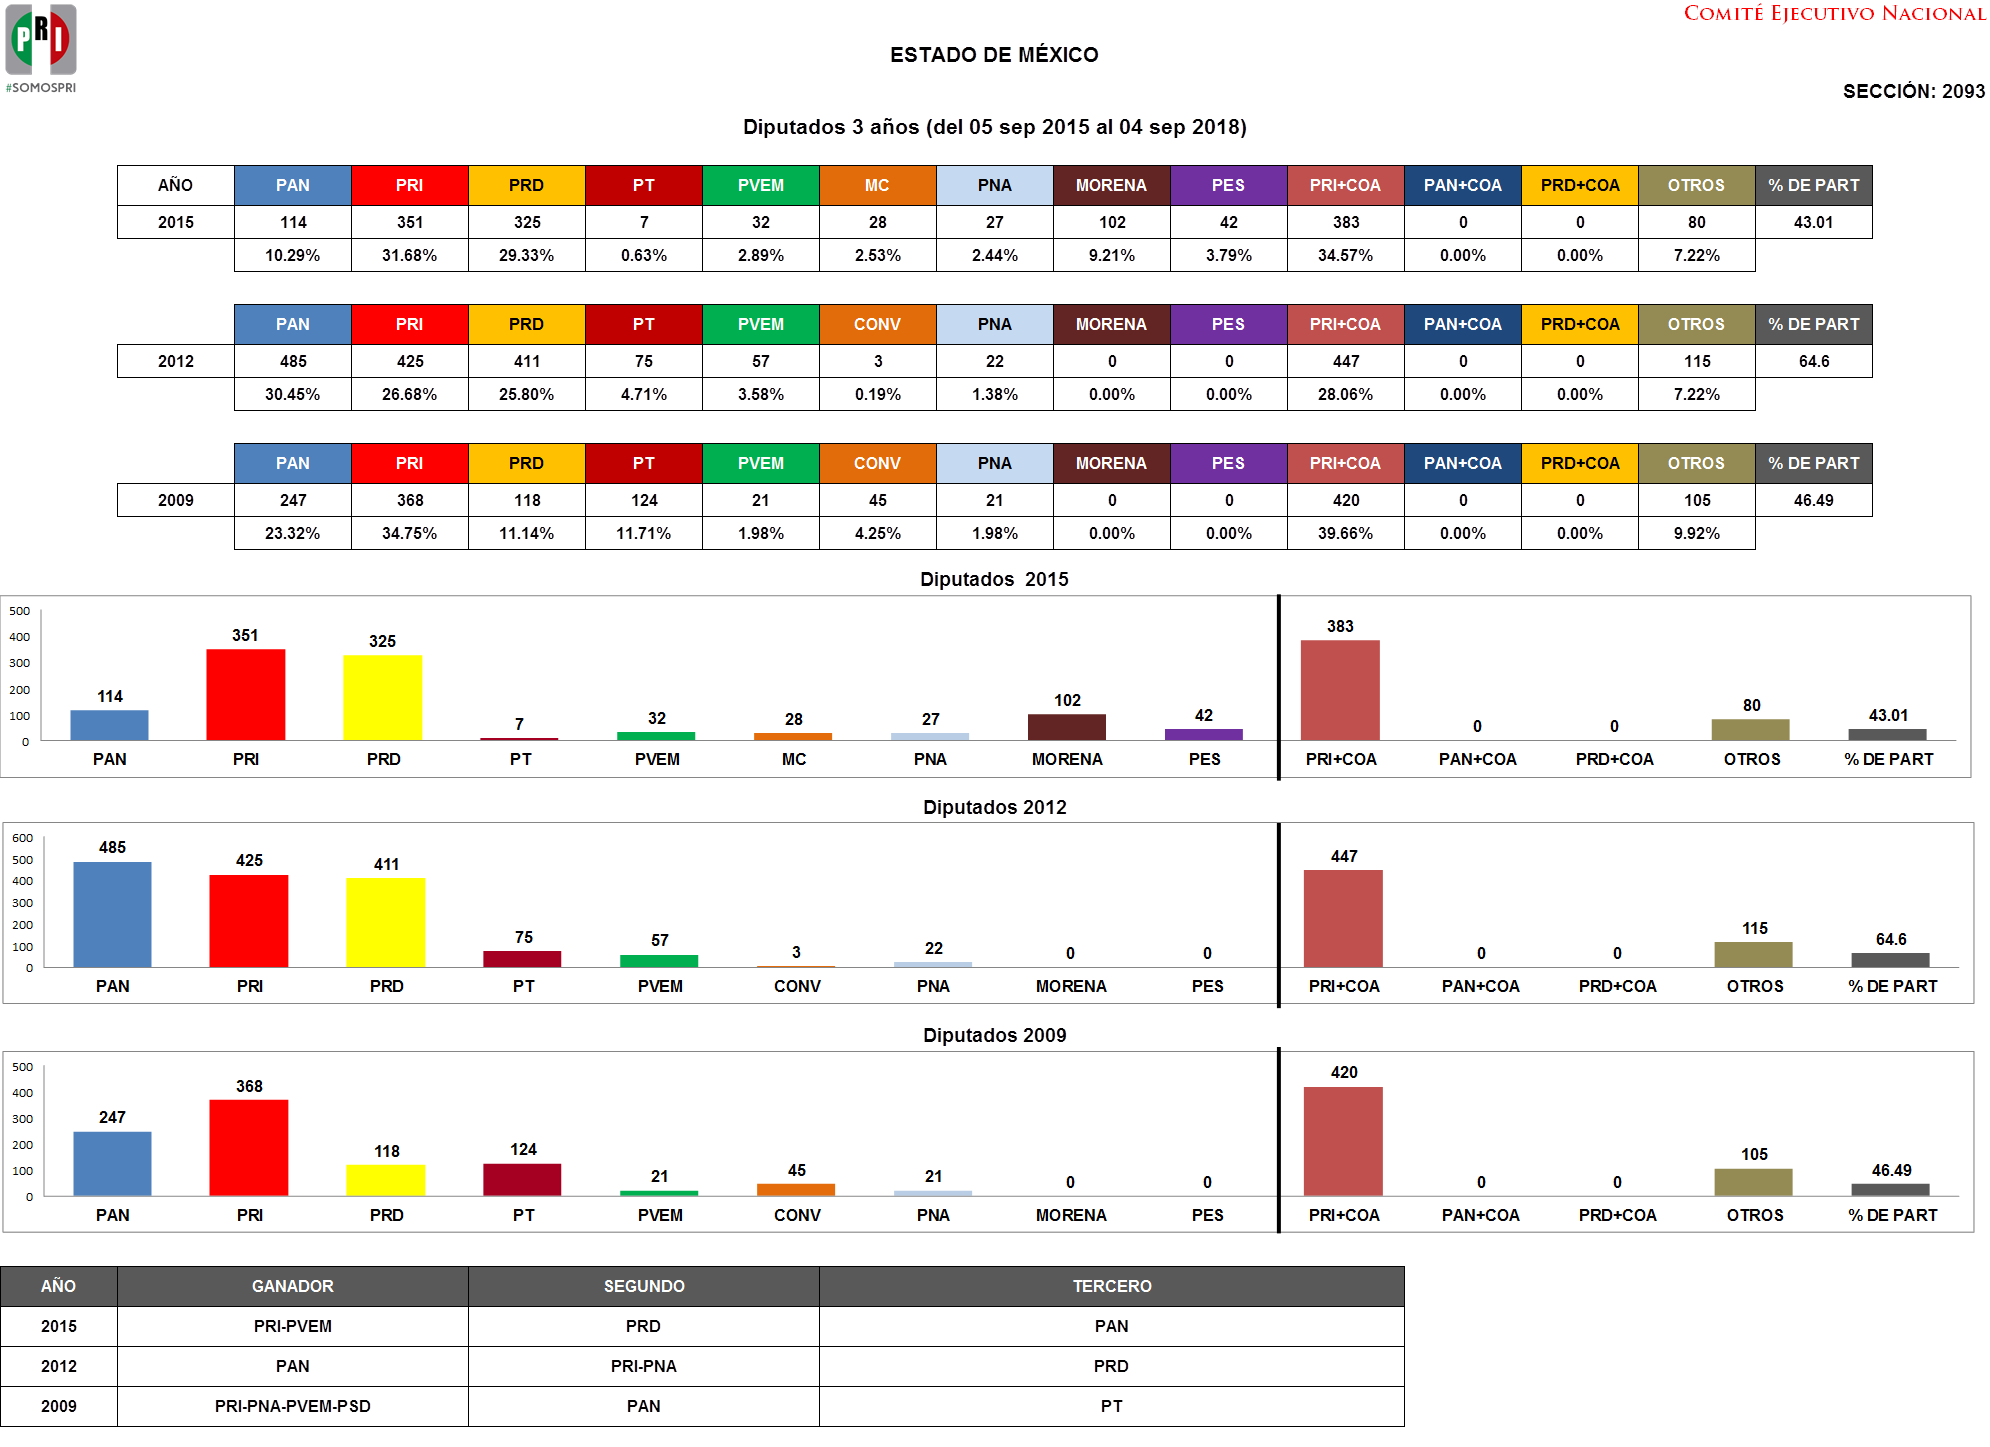 PRI
#SOMOSPRI
COMITÉ EJECUTIVO NACIONAL
ESTADO DE MÉXICO
SECCIÓN: 2093
Diputados 3 años (del 05 sep 2015 al 04 sep 2018)
AÑO PAN PRI PRD PT PVEM MC PNA MORENA PES PRI+COA PAN+COA PRD+COA OTROS % DE PART
2015 114 351 325 7 32 28 27 102 42 383 0 0 80 43.01
10.29% 31.68% 29.33% 0.63% 2.89% 2.53% 2.44% 9.21% 3.79% 34.57% 0.00% 0.00% 7.22%
PAN PRI PRD PT PVEM CONV PNA MORENA PES PRI+COA PAN+COA PRD+COA OTROS % DE PART
2012 485 425 411 75 57 3 22 0 0 447 0 0 115 64.6
30.45% 26.68% 25.80% 4.71% 3.58% 0.19% 1.38% 0.00% 0.00% 28.06% 0.00% 0.00% 7.22%
PAN PRI PRD PT PVEM CONV PNA MORENA PES PRI+COA PAN+COA PRD+COA OTROS % DE PART
2009 247 368 118 124 21 45 21 0 0 420 0 0 105 46.49
23.32% 34.75% 11.14% 11.71% 1.98% 4.25% 1.98% 0.00% 0.00% 39.66% 0.00% 0.00% 9.92%
Diputados 2015
500
400
300
200
100
0
114 351 325 7 32 28 27 102 42 383 0 0 80 43.01
PAN PRI PRD PT PVEM MC PNA MORENA PES PRI+COA PAN+COA PRD+COA OTROS % DE PART
Diputados 2012
600
500
400
300
200
100
0
485 425 411 75 57 3 22 0 0 447 0 0 115 64.6
PAN PRI PRD PT PVEM CONV PNA MORENA PES PRI+COA PAN+COA PRD+COA OTROS % DE PART
Diputados 2009
500
400
300
200
100
0
247 368 118 124 21 45 21 0 0 420 0 0 105 46.49
PAN PRI PRD PT PVEM CONV PNA MORENA PES PRI+COA PAN+COA PRD+COA OTROS % DE PART
AÑO GANADOR SEGUNDO TERCERO
2015 PRI-PVEM PRD PAN
2012 PAN PRI-PNA PRD
2009 PRI-PNA-PVEM-PSD PAN PT